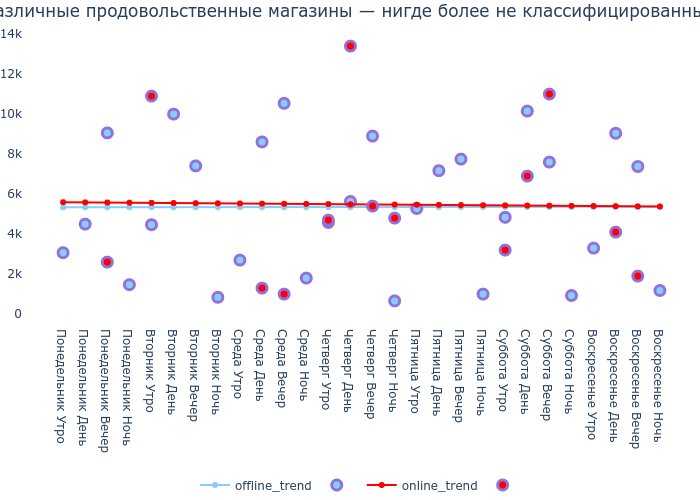 азличные продовольственные магазины — нигде более не классифицированн
14k
12k
10k
8k
6k
4k
2k
0
Понедельник Утро
Понедельник День
Понедельник Вечер
Понедельник Ночь
Вторник Утро
Вторник День
Вторник Вечер
Вторник Ночь
Среда Утро
Среда День
Среда Вечер
Среда Ночь
Четверг Утро
Четверг День
Четверг Вечер
Четверг Ночь
Пятница Утро
Пятница День
Пятница Вечер
Пятница Ночь
Суббота Утро
Суббота День
Суббота Вечер
Суббота Ночь
Воскресенье Утро
Воскресенье День
Воскресенье Вечер
Воскресенье Ночь
offline_trend online_trend